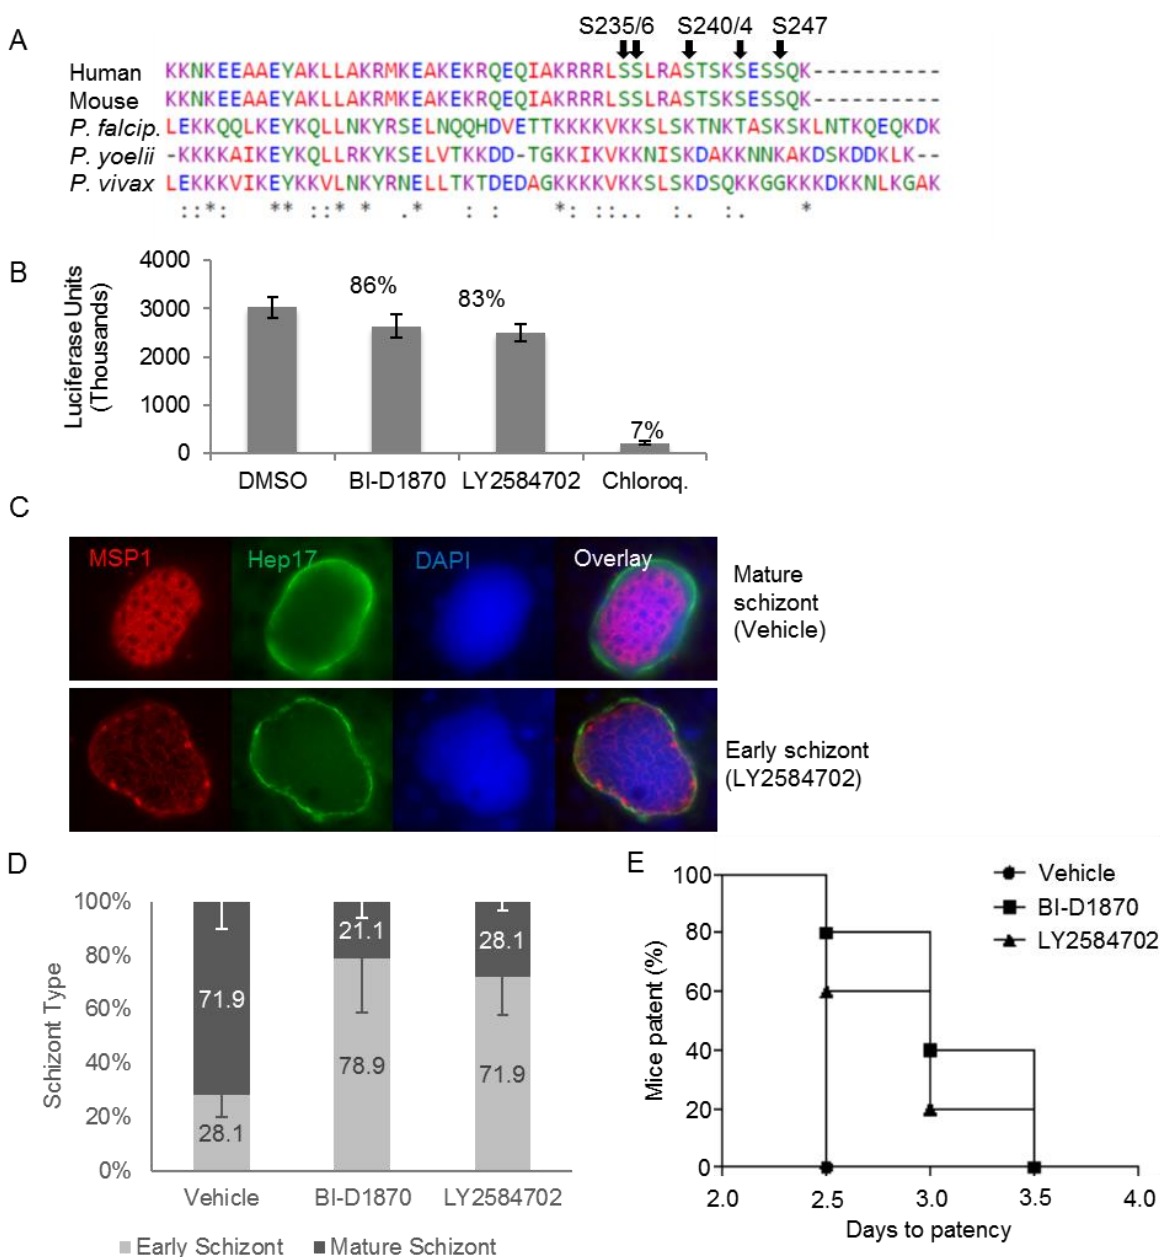 A
S235/6 S240/4 S247
Human KKNKEEAAEYAKLLAKRMKEAKEKRQEQIAKRRRLSSLRASTSKSESSQK----------
Mouse KKNKEEAAEYAKLLAKRMKEAKEKRQEQIAKRRRLSSLRASTSKSESSQK----------
P. falcip. LEKKQQLKEYKQLLNKYRSELNQQHDVETTKKKKVKKSLSKTNKTASKSKLNTKQEQKDK
P. yoelii -KKKKAIKEYKQLLRKYKSELVTKKDD-TGKKIKVKKNISKDAKKNNKAKDSKDDKLK--
P. vivax LEKKKVIKEYKKVLNKYRNELLTKTDEDAGKKKKVKKSLSKDSQKKGGKKKDKKNLKGAK
::*: ** ::* * .* : : *: ::.. :. :. *
B
Luciferase Units
(Thousands)
4000
3000
2000
1000
0
86%
83%
7%
DMSO BI-D1870 LY2584702 Chloroq.
C
MSP1 Hep17 DAPI Overlay
Mature
schizont
(Vehicle)
Early schizont
(LY2584702)
D
Schizont Type
100%
80%
60%
40%
20%
0%
71.9
28.1
21.1
78.9
28.1
71.9
Vehicle BI-D1870 LY2584702
Early Schizont Mature Schizont
E
Mice patent (%)
100
80
60
40
20
0
Vehicle
BI-D1870
LY2584702
2.0 2.5 3.0 3.5 4.0
Days to patency